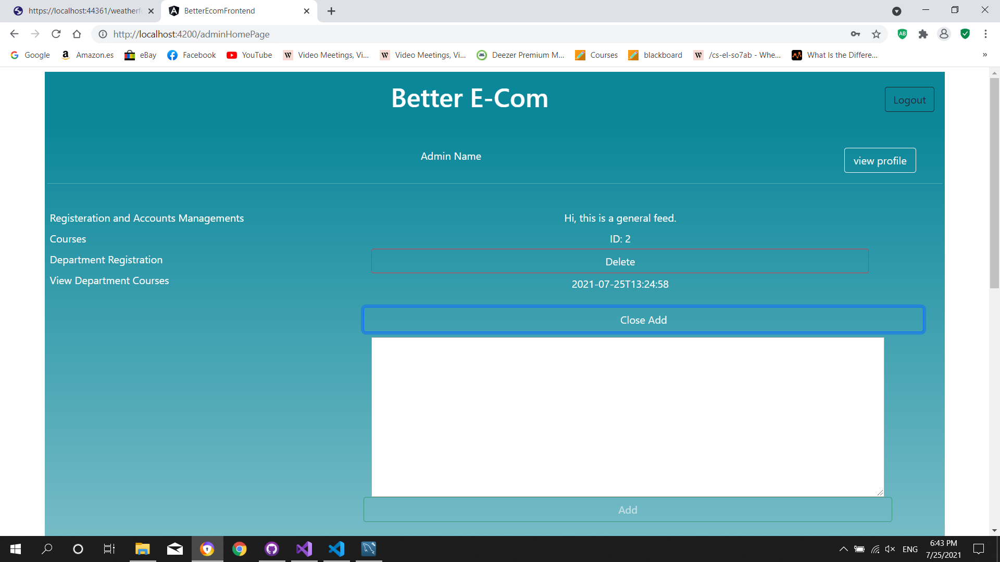 https://localhost:44361/weatherf
BetterEcomFrontend
http://localhost:4200/adminHomePage
AB
Google
Amazon.es
eBay
Facebook
YouTube
Video Meetings, Vi...
Video Meetings, Vi...
Deezer Premium M...
Courses
blackboard
/cs-el-so7ab - Whe...
What Is the Differe...
»
Better E-Com
Logout
Admin Name
view profile
Registeration and Accounts Managements
Courses
Department Registration
View Department Courses
Hi, this is a general feed.
ID: 2
Delete
2021-07-25T13:24:58
Close Add
Add
ENG
6:43 PM
7/25/2021